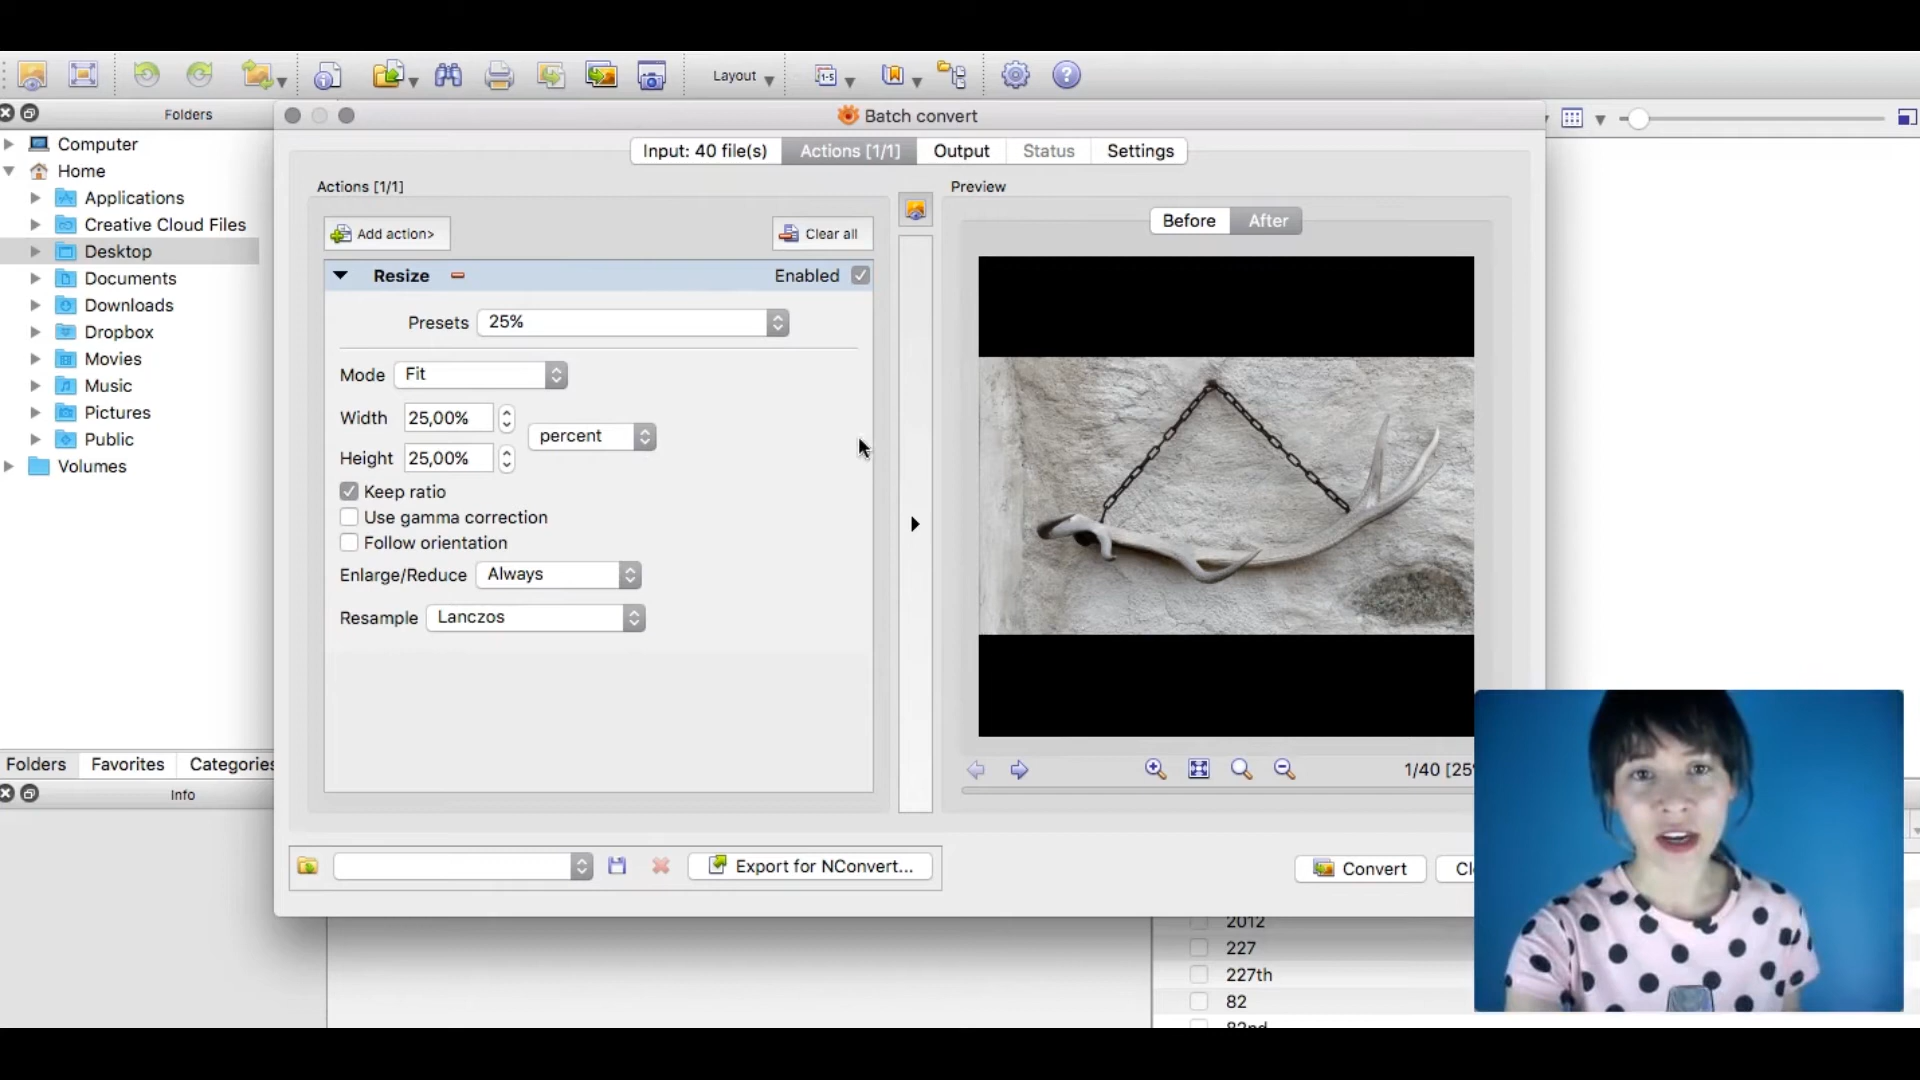 Layout
Folders
Computer
Home
Applications
Creative Cloud Files
Desktop
Documents
Downloads
Dropbox
Movies
Music
Pictures
Public
Volumes
Folders Favorites Categories
Info
Batch convert
Input: 40 file(s) Actions [1/1] Output Status Settings
Actions [1/1]
Add action> Clear all
Resize Enabled
Presets 25%
Mode Fit
Width 25,00%
percent
Height 25,00%
Keep ratio
Use gamma correction
Follow orientation
Enlarge/Reduce Always
Resample Lanczos
Preview
Before After
1/40 [25%
Export for NConvert...
Convert Cl
2012
227
227th
82
82nd